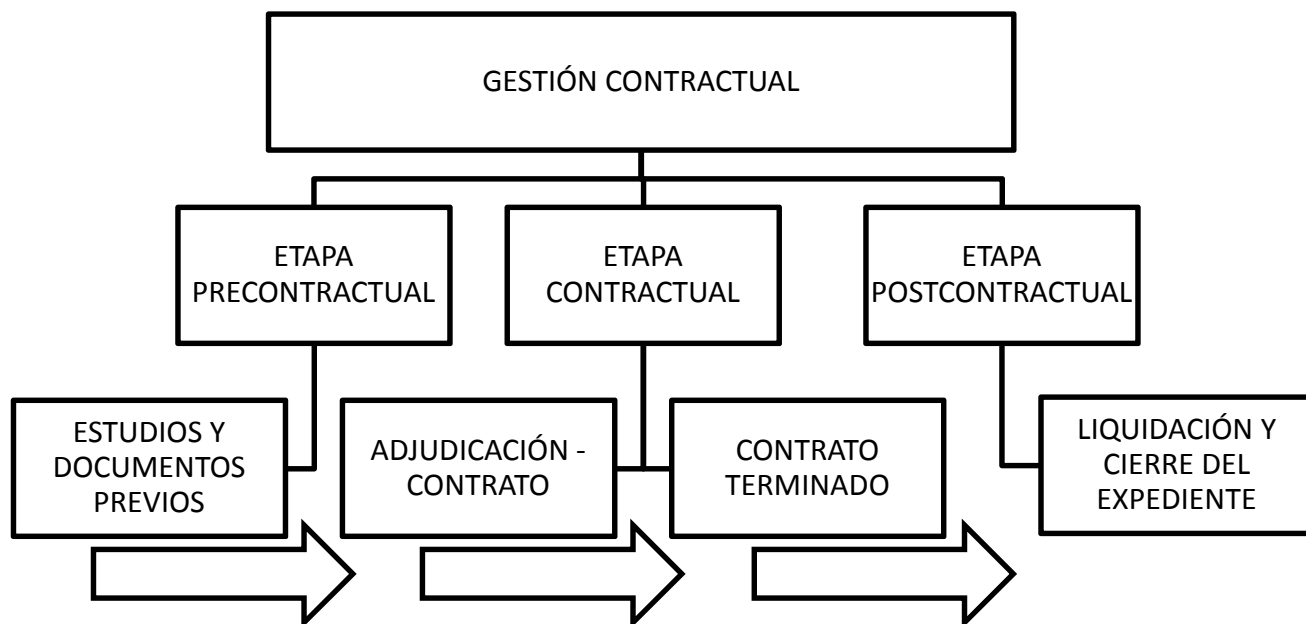 GESTIÓN CONTRACTUAL
ETAPA
PRECONTRACTUAL
ETAPA
CONTRACTUAL
ETAPA
POSTCONTRACTUAL
ESTUDIOS Y
DOCUMENTOS
PREVIOS
ADJUDICACIÓN -
CONTRATO
CONTRATO
TERMINADO
LIQUIDACIÓN Y
CIERRE DEL
EXPEDIENTE